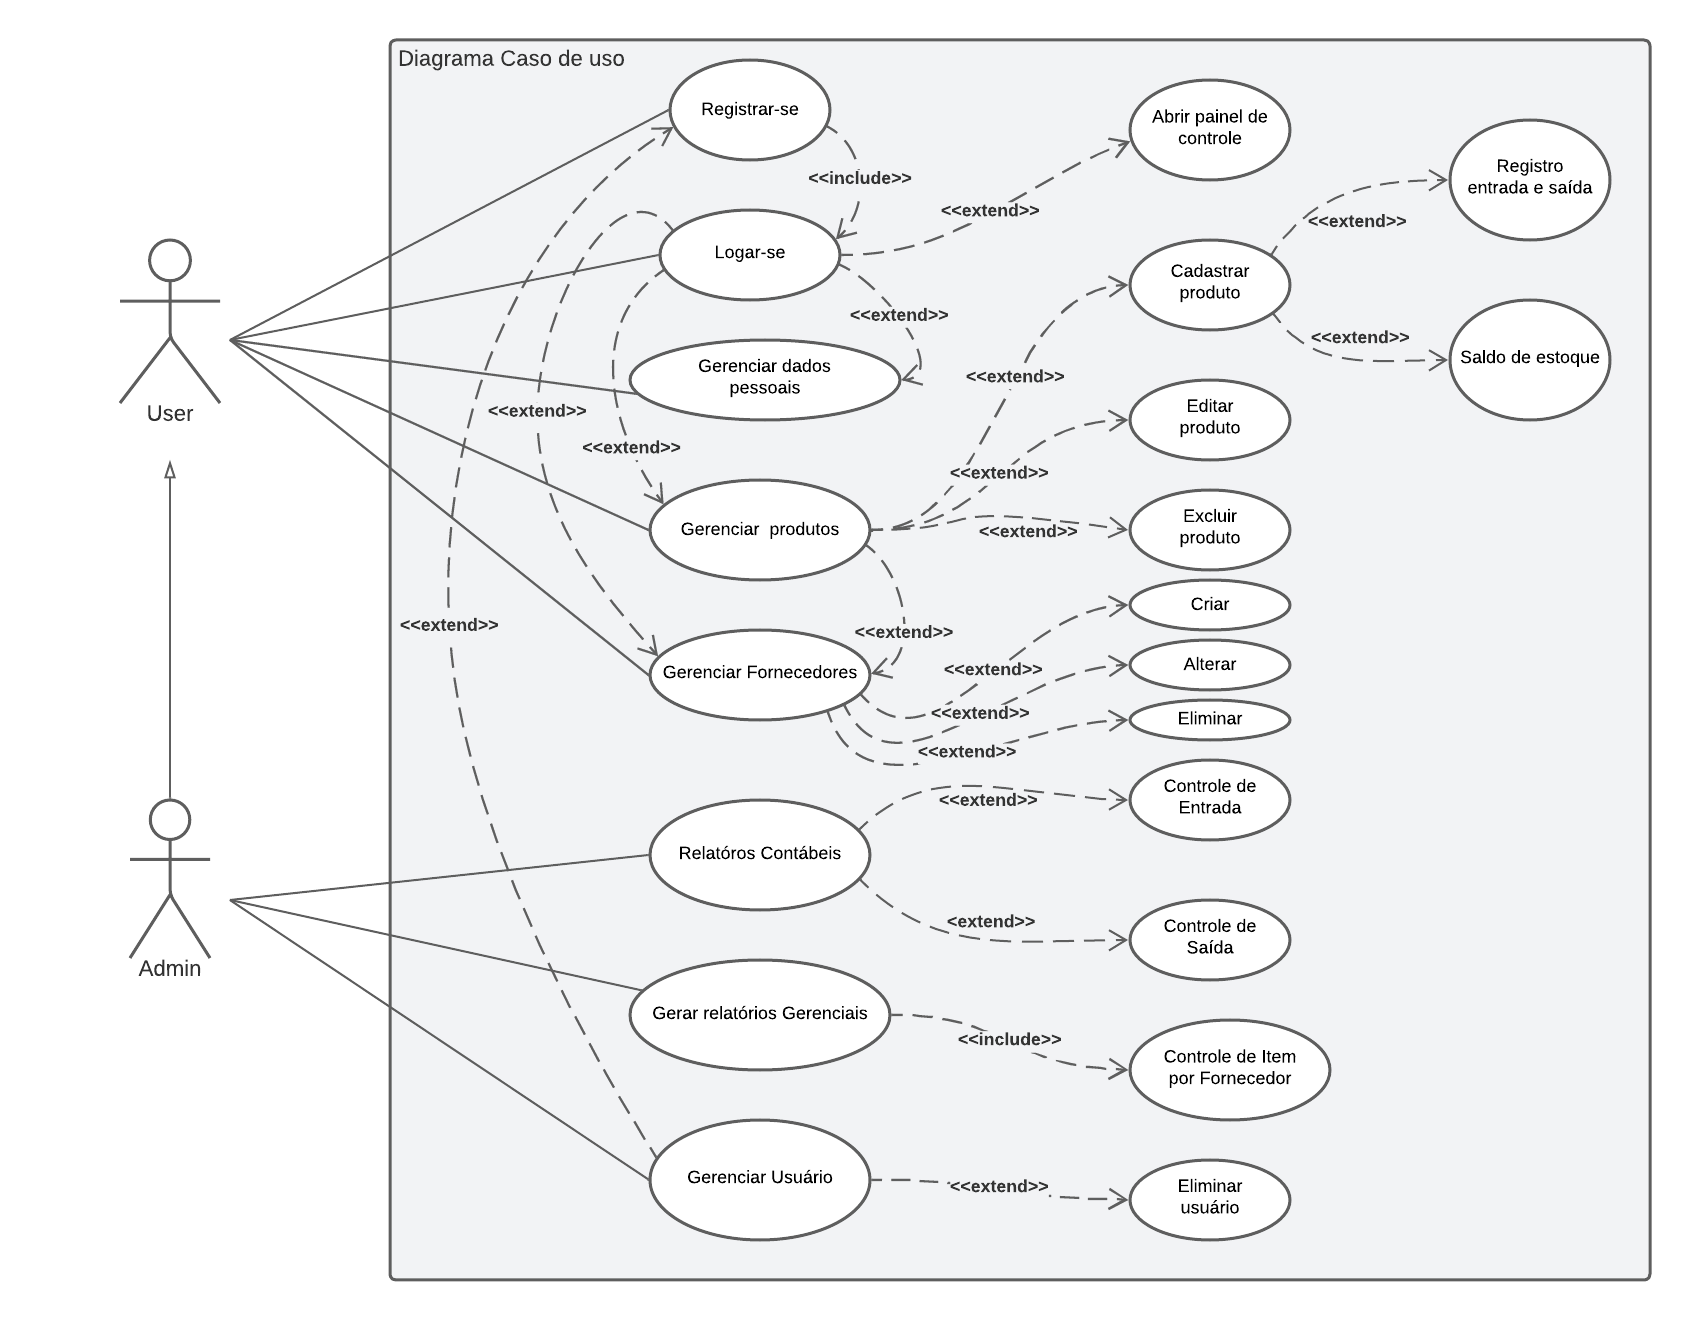 Diagrama Caso de uso
Registrar-se
Abrir painel de
controle
Registro
entrada e saída
<<include>>
<<extend>>
<<extend>>
Logar-se
Cadastrar
produto
<<extend>>
<<extend>>
Saldo de estoque
Gerenciar dados
pessoais
<<extend>>
Editar
produto
User
<<extend>>
<<extend>>
<<extend>>
Gerenciar  produtos
<<extend>>
Excluir
produto
Criar
<<extend>>
<<extend>>
Gerenciar Fornecedores
<<extend>>
Alterar
<<extend>>
Eliminar
<<extend>>
Controle de
Entrada
<<extend>>
Relatóros Contábeis
<extend>>
Controle de
Saída
Admin
Gerar relatórios Gerenciais
<<include>>
Controle de Item
por Fornecedor
Gerenciar Usuário
<<extend>>
Eliminar
usuário